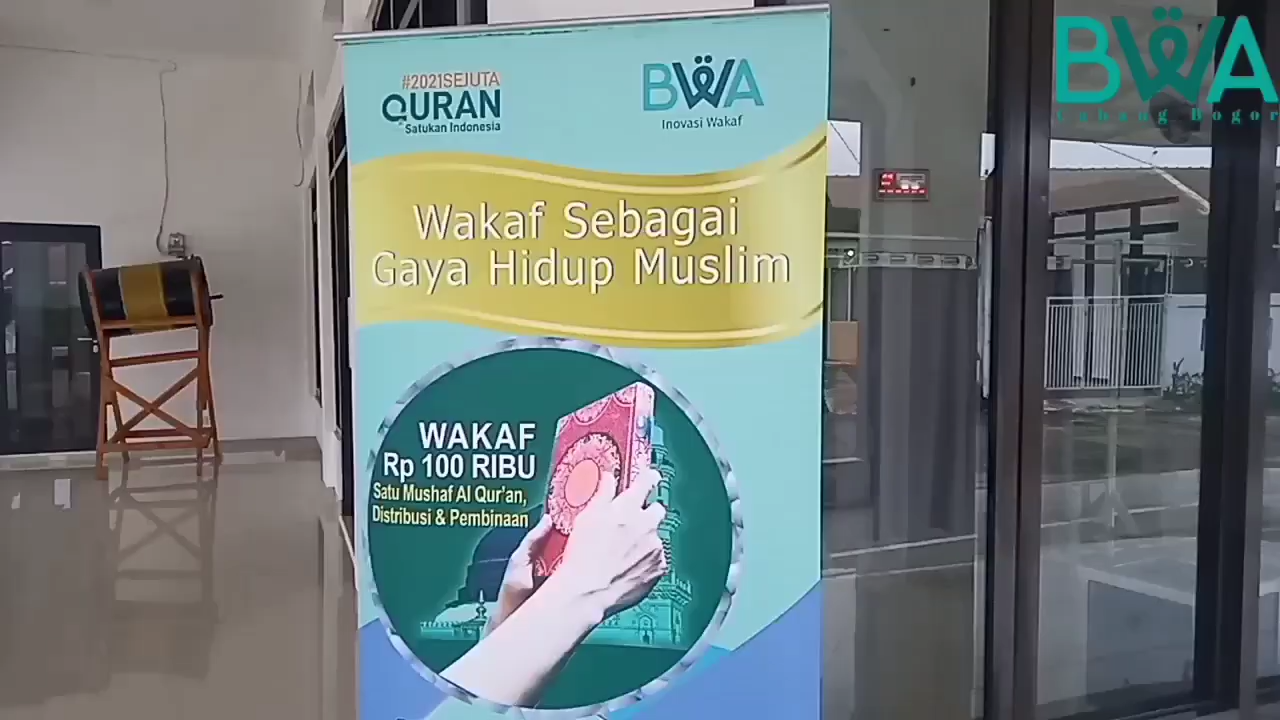 #2021SEJUTA
QURAN
Satukan Indonesia
BWA
Inovasi Wakaf
Wakaf Sebagai
Gaya Hidup Muslim
WAKAF
Rp 100 RIBU
Satu Mushaf Al Qur'an,
Distribusi & Pembinaan
BWA
Cabang Bogor